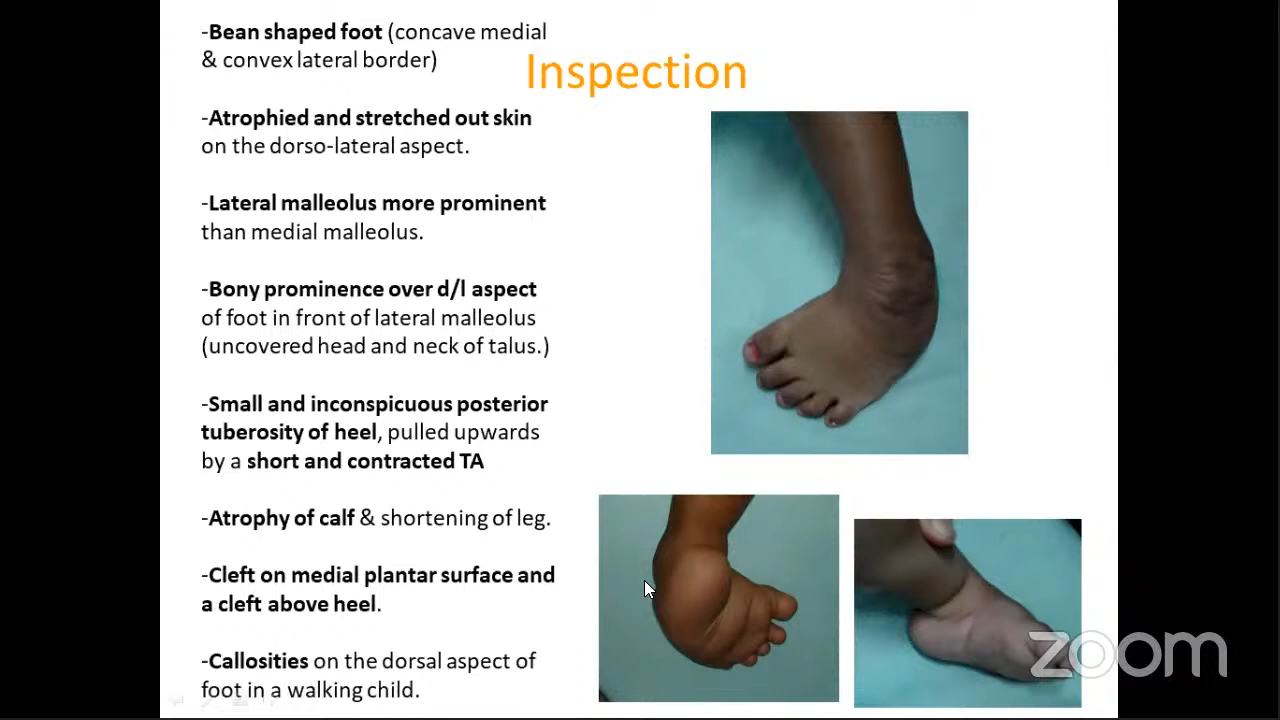 -Bean shaped foot (concave medial
& convex lateral border)
Inspection
-Atrophied and stretched out skin
on the dorso-lateral aspect.
-Lateral malleolus more prominent
than medial malleolus.
-Bony prominence over d/l aspect
of foot in front of lateral malleolus
(uncovered head and neck of talus.)
-Small and inconspicuous posterior
tuberosity of heel, pulled upwards
by a short and contracted TA
-Atrophy of calf & shortening of leg.
-Cleft on medial plantar surface and
a cleft above heel.
-Callosities on the dorsal aspect of
foot in a walking child.
zoom